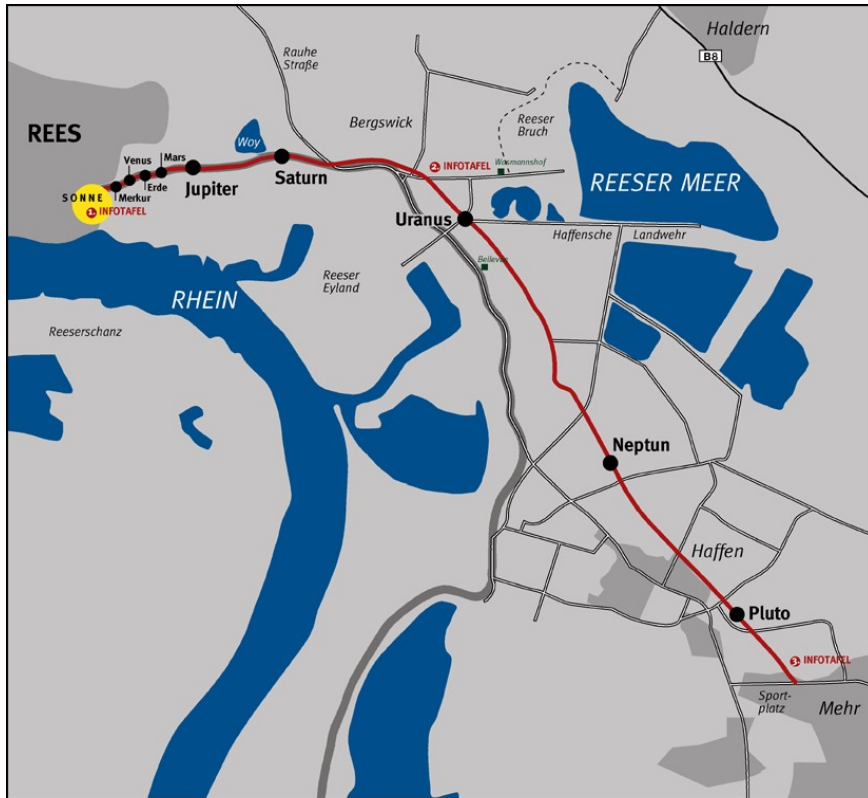 Haldern
B8
Rauhe
Straße
REES
Bergswick
Reeser
Bruch
Woy
Mars
Venus
Jupiter
Saturn
2. INFOTAFEL
Wesmannshof
REESER MEER
SONNE
Merkur
Erde
1. INFOTAFEL
Uranus
Haffensche
Landwehr
Bellevue
Reeser
Eyland
RHEIN
Reeserschanz
Neptun
Haffen
Pluto
3. INFOTAFEL
Sport-
platz
Mehr